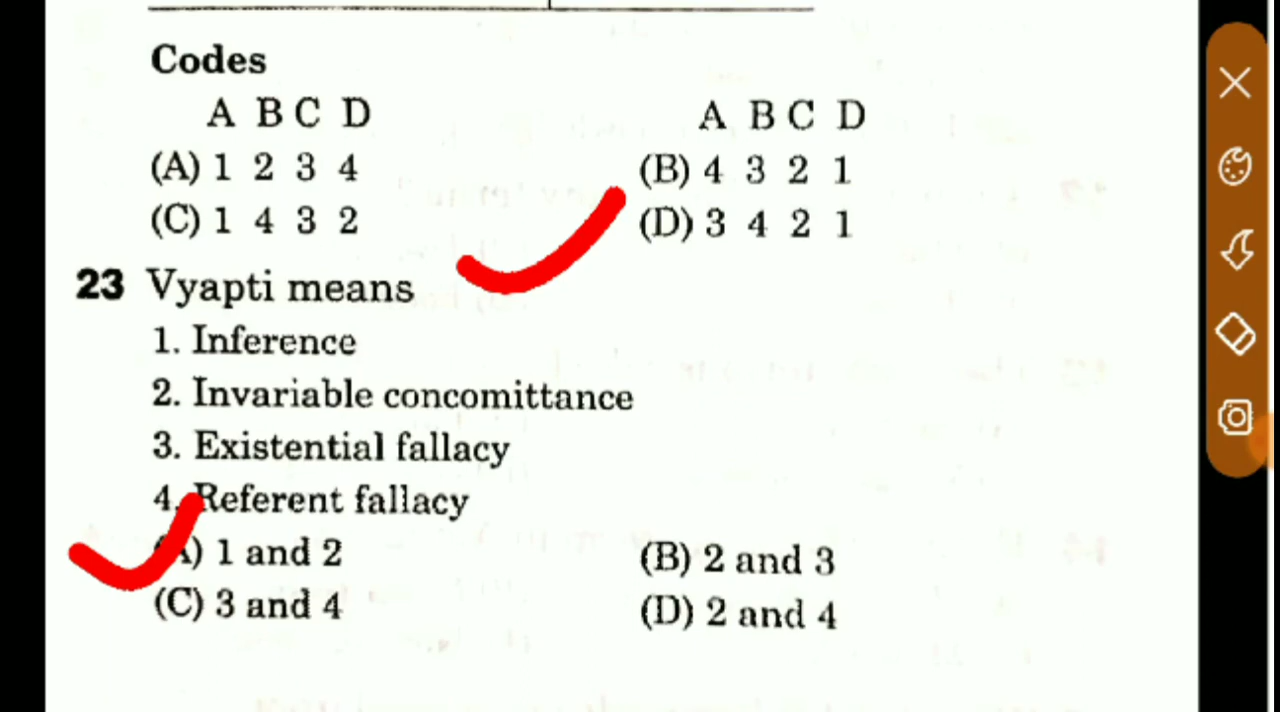 Codes
A B C D
A B C D
(A) 1 2 3 4
(B) 4 3 2 1
(C) 1 4 3 2
(D) 3 4 2 1
23 Vyapti means
1. Inference
2. Invariable concomittance
3. Existential fallacy
4. Referent fallacy
(A) 1 and 2
(B) 2 and 3
(C) 3 and 4
(D) 2 and 4